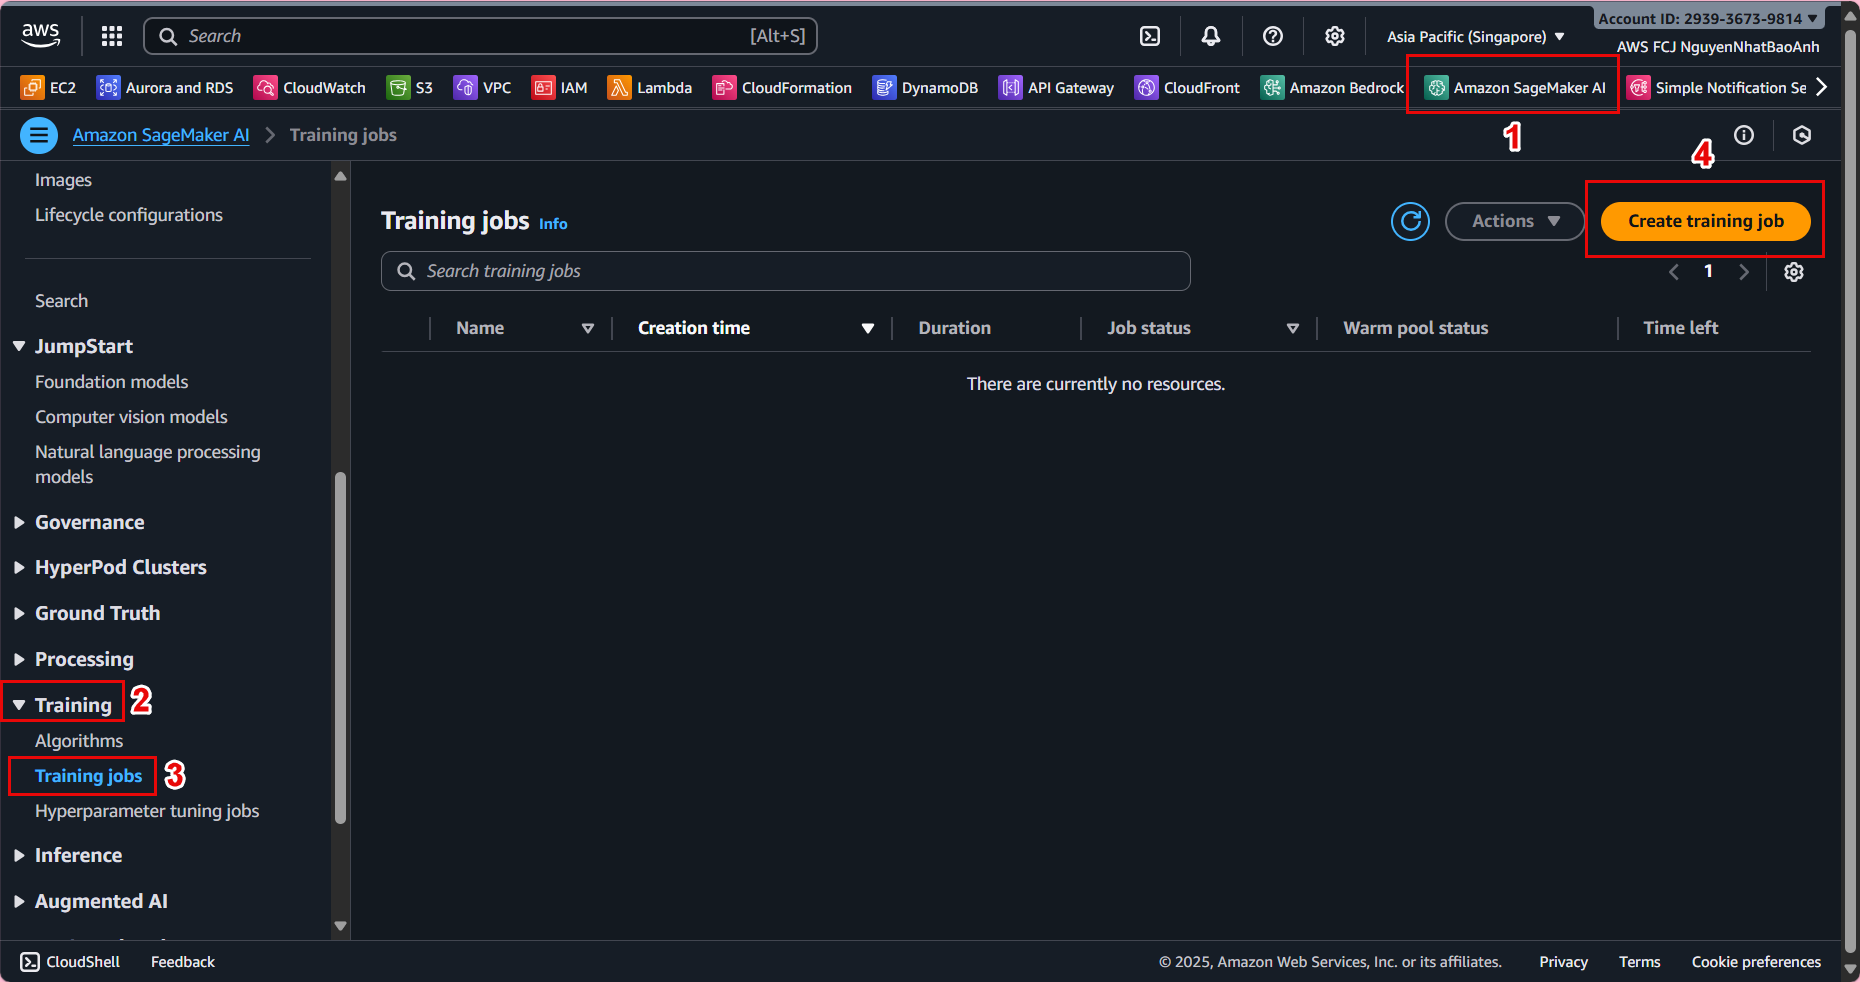 aws
Search [Alt+S]
Asia Pacific (Singapore)
Account ID: 2939-3673-9814
AWS FCJ NguyenNhatBaoAnh
EC2 Aurora and RDS CloudWatch S3 VPC IAM Lambda CloudFormation DynamoDB API Gateway CloudFront Amazon Bedrock Amazon SageMaker AI Simple Notification Se
1
Amazon SageMaker AI > Training jobs
4
Images
Lifecycle configurations
Search
JumpStart
Foundation models
Computer vision models
Natural language processing
models
Governance
HyperPod Clusters
Ground Truth
Processing
Training 2
Algorithms
Training jobs 3
Hyperparameter tuning jobs
Inference
Augmented AI
Training jobs Info
Actions
Create training job
Search training jobs
1
Name Creation time Duration Job status Warm pool status Time left
There are currently no resources.
CloudShell Feedback
© 2025, Amazon Web Services, Inc. or its affiliates. Privacy Terms Cookie preferences